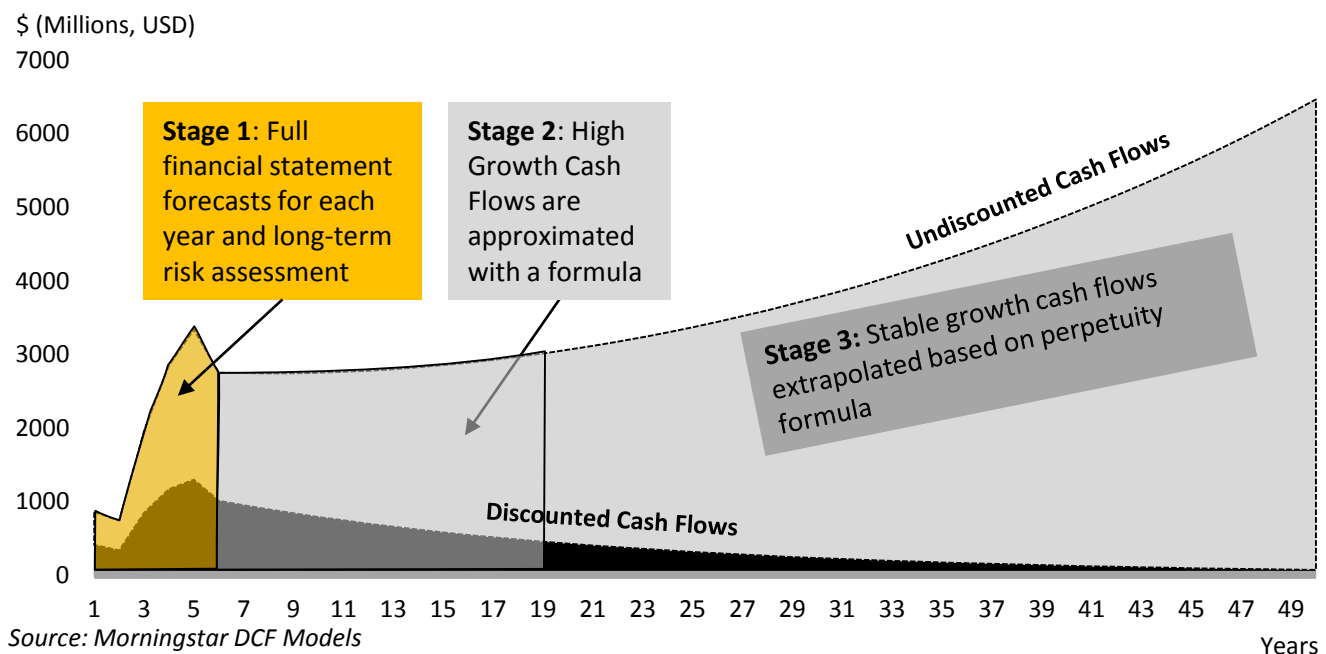 $ (Millions, USD)
7000
6000
5000
4000
3000
2000
1000
0
Stage 1: Full
financial statement
forecasts for each
year and long-term
risk assessment
Stage 2: High
Growth Cash
Flows are
approximated
with a formula
Undiscounted Cash Flows
Stage 3: Stable growth cash flows
extrapolated based on perpetuity
formula
Discounted Cash Flows
1 3 5 7 9 11 13 15 17 19 21 23 25 27 29 31 33 35 37 39 41 43 45 47 49
Source: Morningstar DCF Models
Years